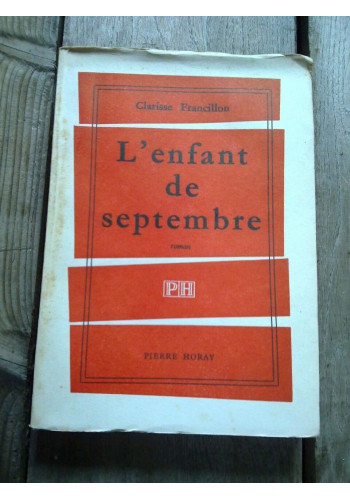 Clarisse Francillon
L'enfant
de
septembre
roman
PH
PIERRE HORAY